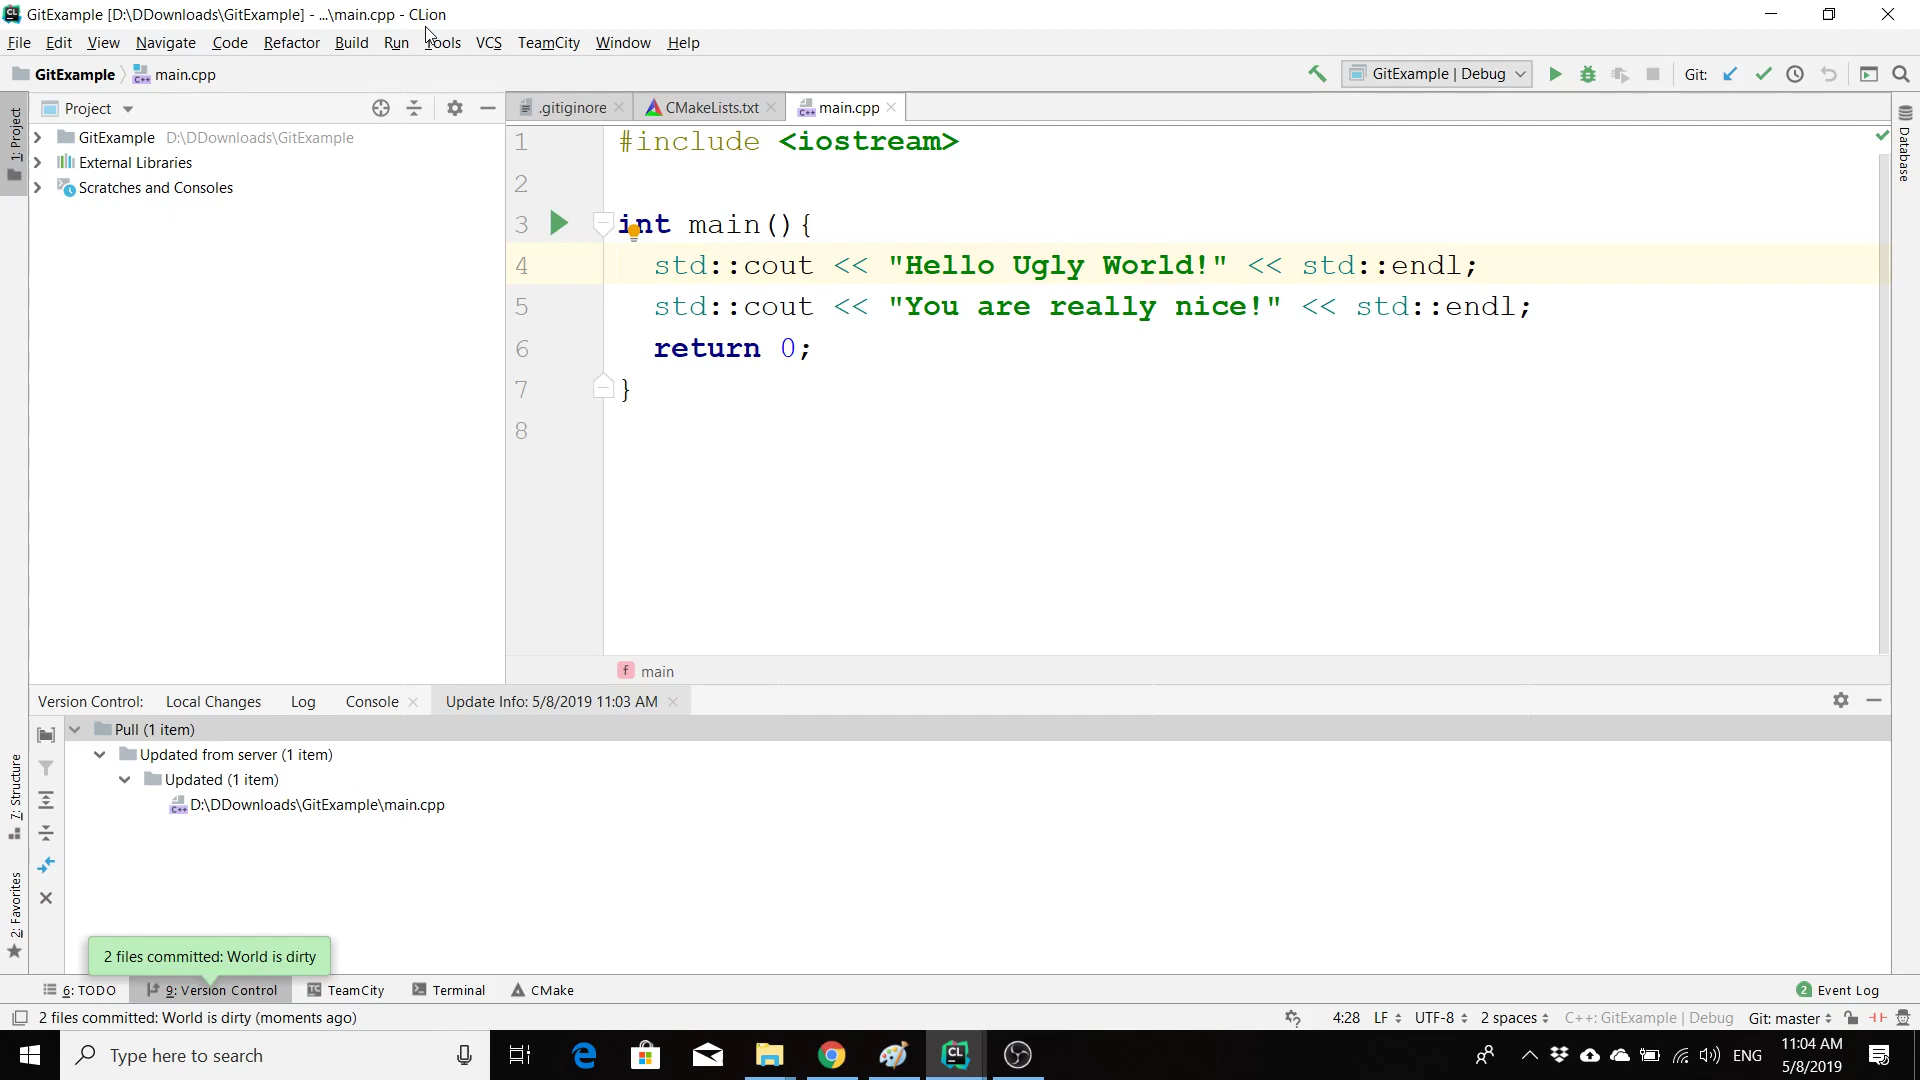 GitExample [D:\DDownloads\GitExample] - ...\main.cpp - CLion
File Edit View Navigate Code Refactor Build Run Tools VCS TeamCity Window Help
GitExample main.cpp GitExample | Debug Git:
1: Project
Project
.gitiginore CMakeLists.txt main.cpp
GitExample D:\DDownloads\GitExample
External Libraries
Scratches and Consoles
1 #include <iostream>
2
3 int main(){
4 std::cout << "Hello Ugly World!" << std::endl;
5 std::cout << "You are really nice!" << std::endl;
6 return 0;
7 }
8
Database
f main
Version Control: Local Changes Log Console Update Info: 5/8/2019 11:03 AM
Pull (1 item)
Updated from server (1 item)
Updated (1 item)
C++ D:\DDownloads\GitExample\main.cpp
7: Structure
2: Favorites
2 files committed: World is dirty
6: TODO 9: Version Control TC TeamCity Terminal CMake 2 Event Log
2 files committed: World is dirty (moments ago) 4:28 LF UTF-8 2 spaces C++: GitExample | Debug Git: master
Type here to search CL ENG 11:04 AM
5/8/2019